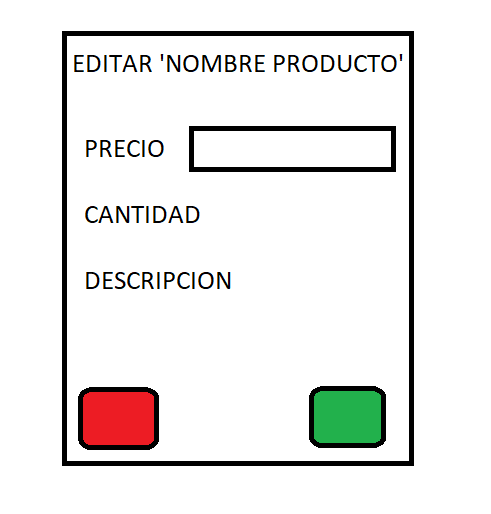 EDITAR 'NOMBRE PRODUCTO'
PRECIO
CANTIDAD
DESCRIPCION